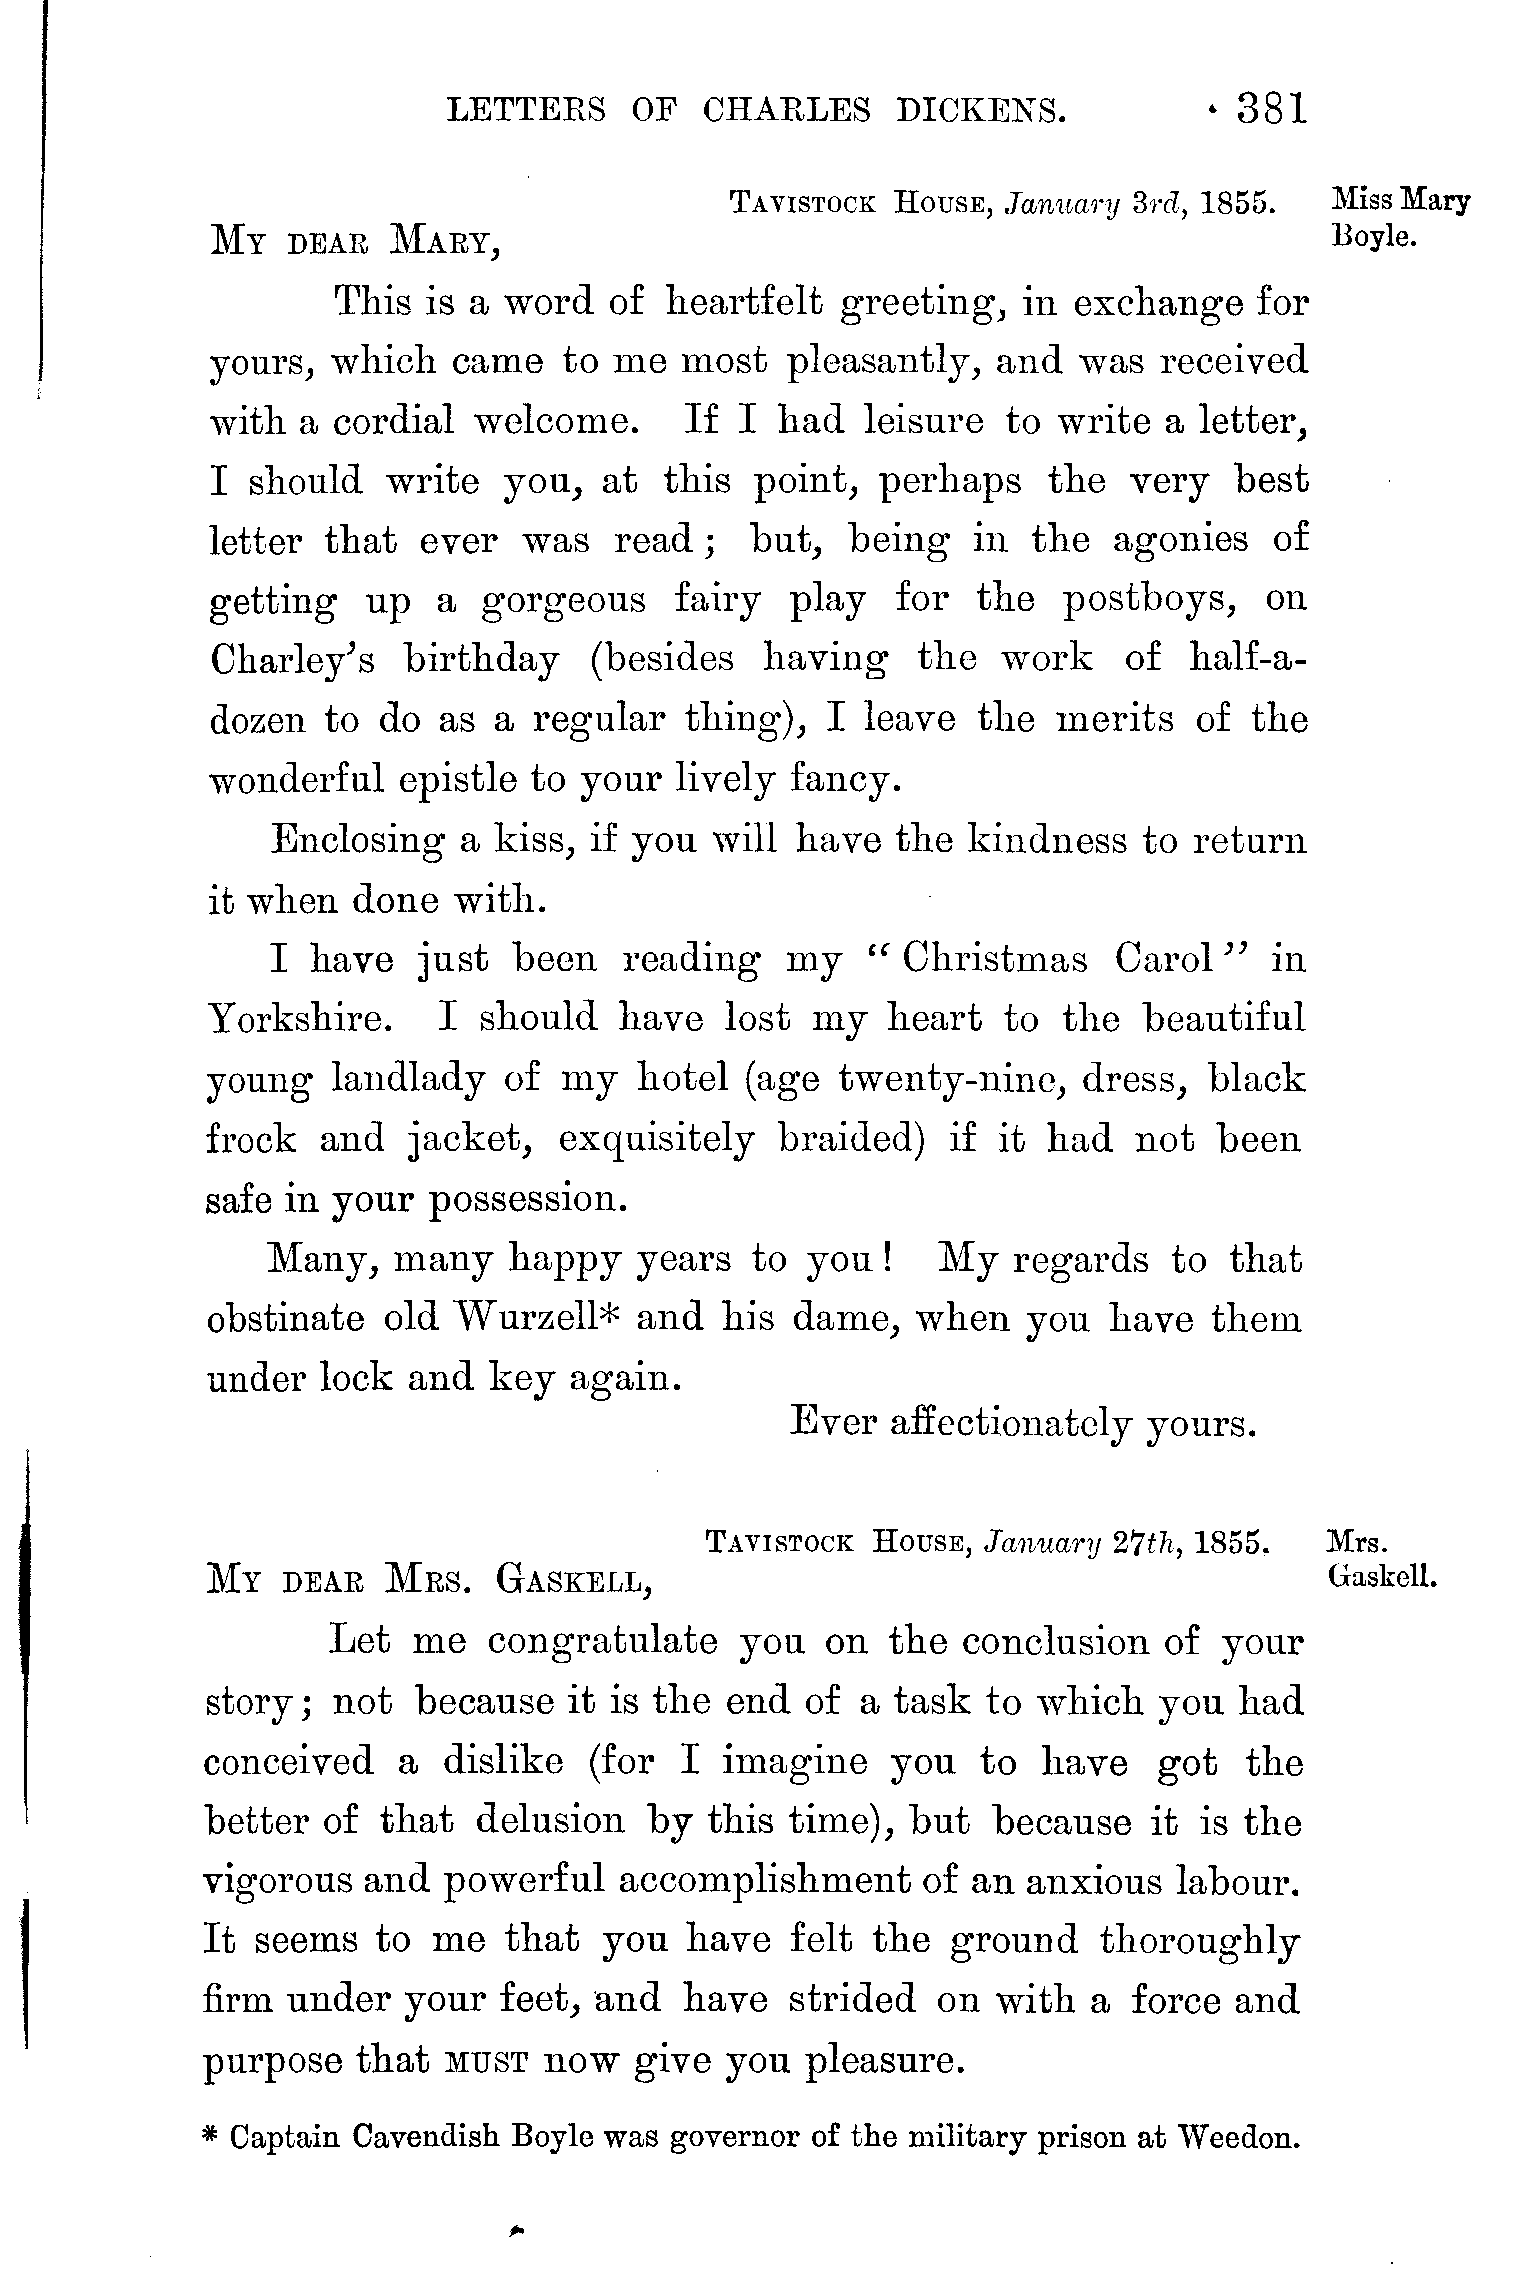 LETTERS OF CHARLES DICKENS. 381
TAVISTOCK HOUSE, January 3rd, 1855.
Miss Mary
Boyle.
MY DEAR MARY,
This is a word of heartfelt greeting, in exchange for
yours, which came to me most pleasantly, and was received
with a cordial welcome. If I had leisure to write a letter,
I should write you, at this point, perhaps the very best
letter that ever was read; but, being in the agonies of
getting up a gorgeous fairy play for the postboys, on
Charley's birthday (besides having the work of half-a-
dozen to do as a regular thing), I leave the merits of the
wonderful epistle to your lively fancy.
Enclosing a kiss, if you will have the kindness to return
it when done with.
I have just been reading my "Christmas Carol" in
Yorkshire. I should have lost my heart to the beautiful
young landlady of my hotel (age twenty-nine, dress, black
frock and jacket, exquisitely braided) if it had not been
safe in your possession.
Many, many happy years to you! My regards to that
obstinate old Wurzell* and his dame, when you have them
under lock and key again.
Ever affectionately yours.
TAVISTOCK HOUSE, January 27th, 1855.
Mrs.
Gaskell.
MY DEAR MRS. GASKELL,
Let me congratulate you on the conclusion of your
story; not because it is the end of a task to which you had
conceived a dislike (for I imagine you to have got the
better of that delusion by this time), but because it is the
vigorous and powerful accomplishment of an anxious labour.
It seems to me that you have felt the ground thoroughly
firm under your feet, and have strided on with a force and
purpose that MUST now give you pleasure.
* Captain Cavendish Boyle was governor of the military prison at Weedon.